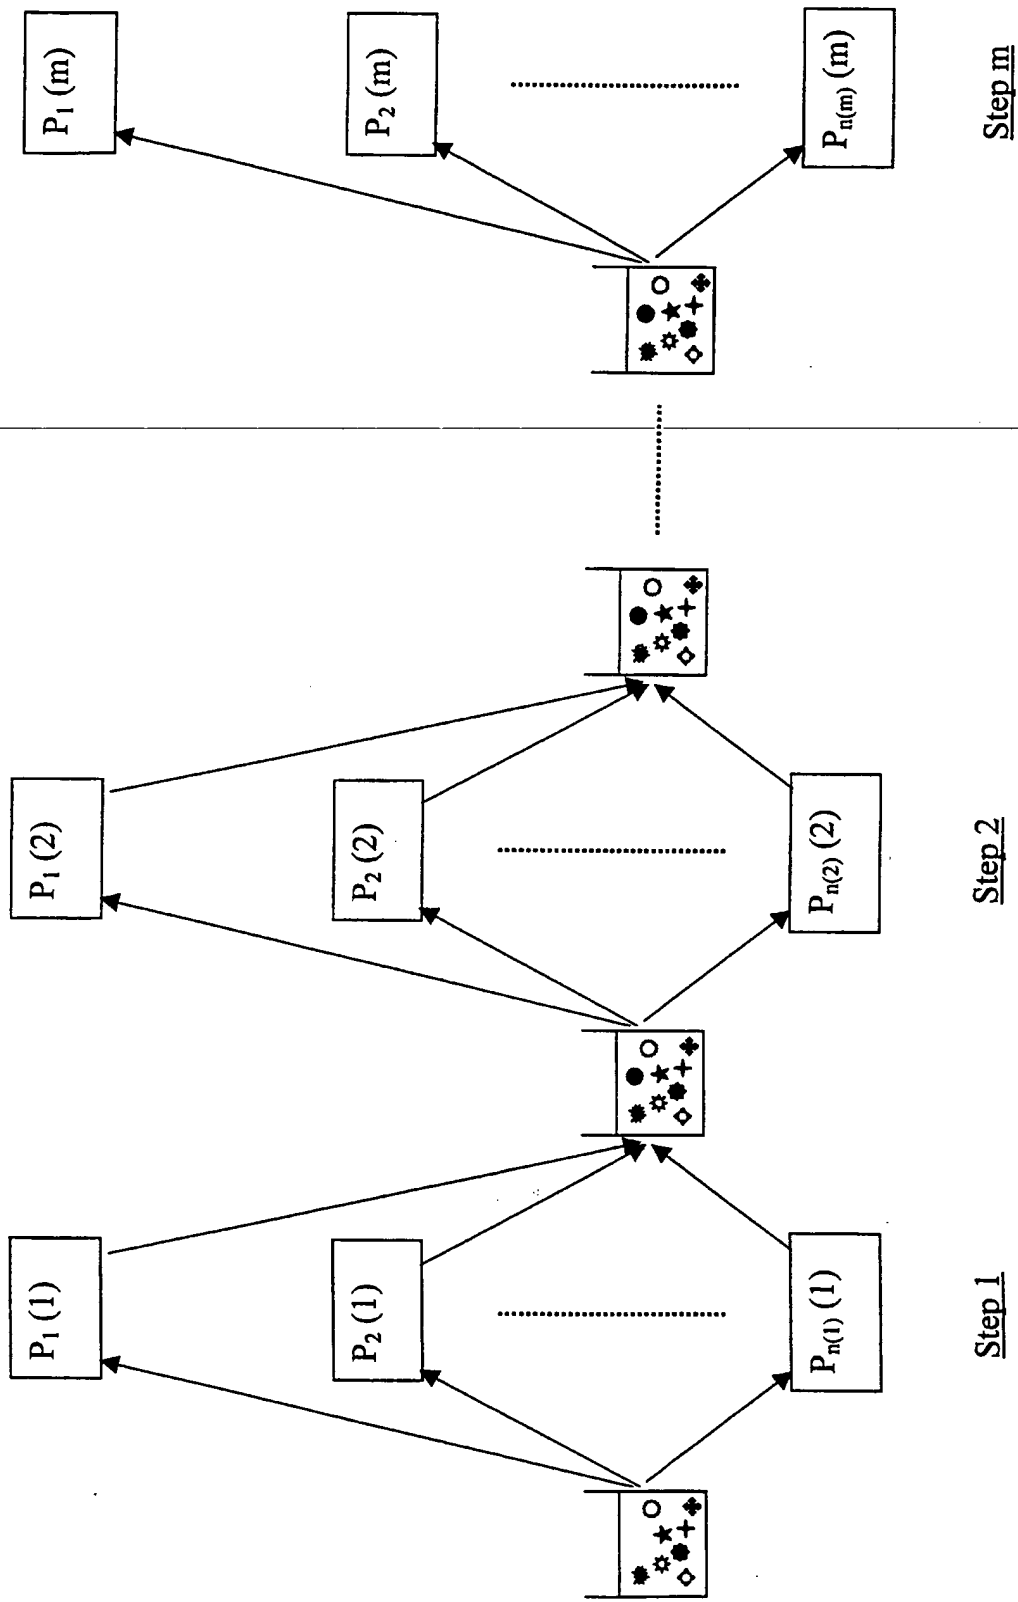 P1 (1)
P2 (1)
Pn(1) (1)
Step 1
P1 (2)
P2 (2)
Pn(2) (2)
Step 2
P1 (m)
P2 (m)
Pn(m) (m)
Step m